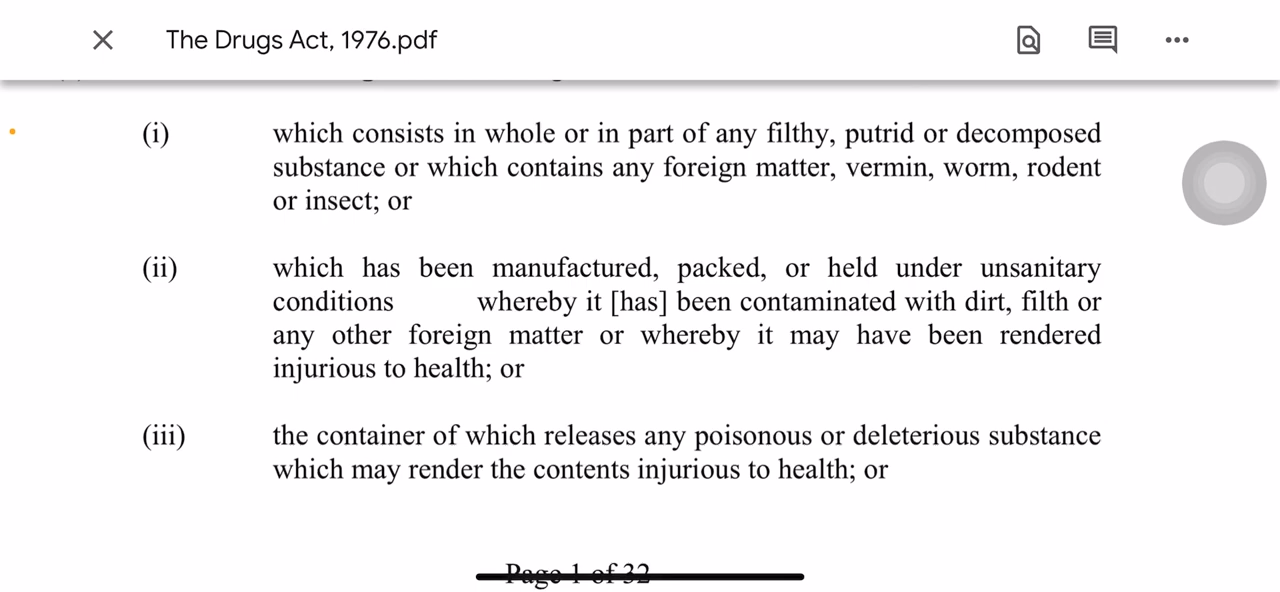 The Drugs Act, 1976.pdf
(i) which consists in whole or in part of any filthy, putrid or decomposed
substance or which contains any foreign matter, vermin, worm, rodent
or insect; or
(ii) which has been manufactured, packed, or held under unsanitary
conditions whereby it [has] been contaminated with dirt, filth or
any other foreign matter or whereby it may have been rendered
injurious to health; or
(iii) the container of which releases any poisonous or deleterious substance
which may render the contents injurious to health; or
Page 1 of 32